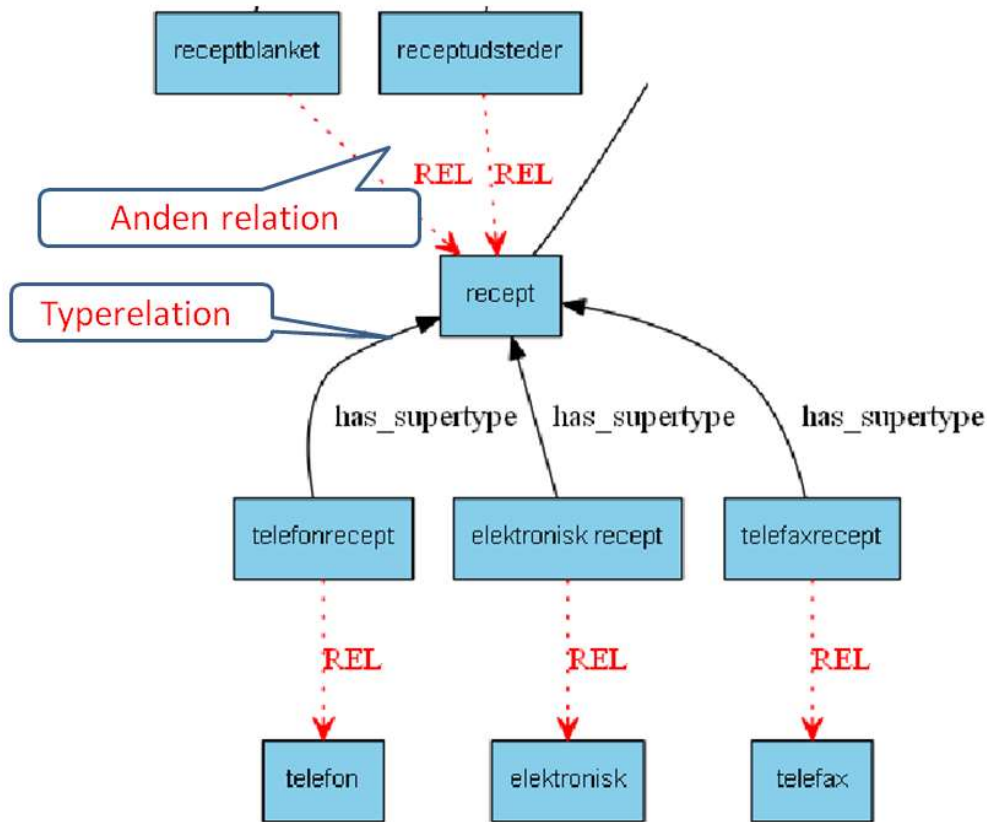 receptblanket
receptudsteder
REL
REL
Anden relation
recept
Typerelation
has_supertype
has_supertype
has_supertype
telefonrecept
elektronisk recept
telefaxrecept
REL
REL
REL
telefon
elektronisk
telefax